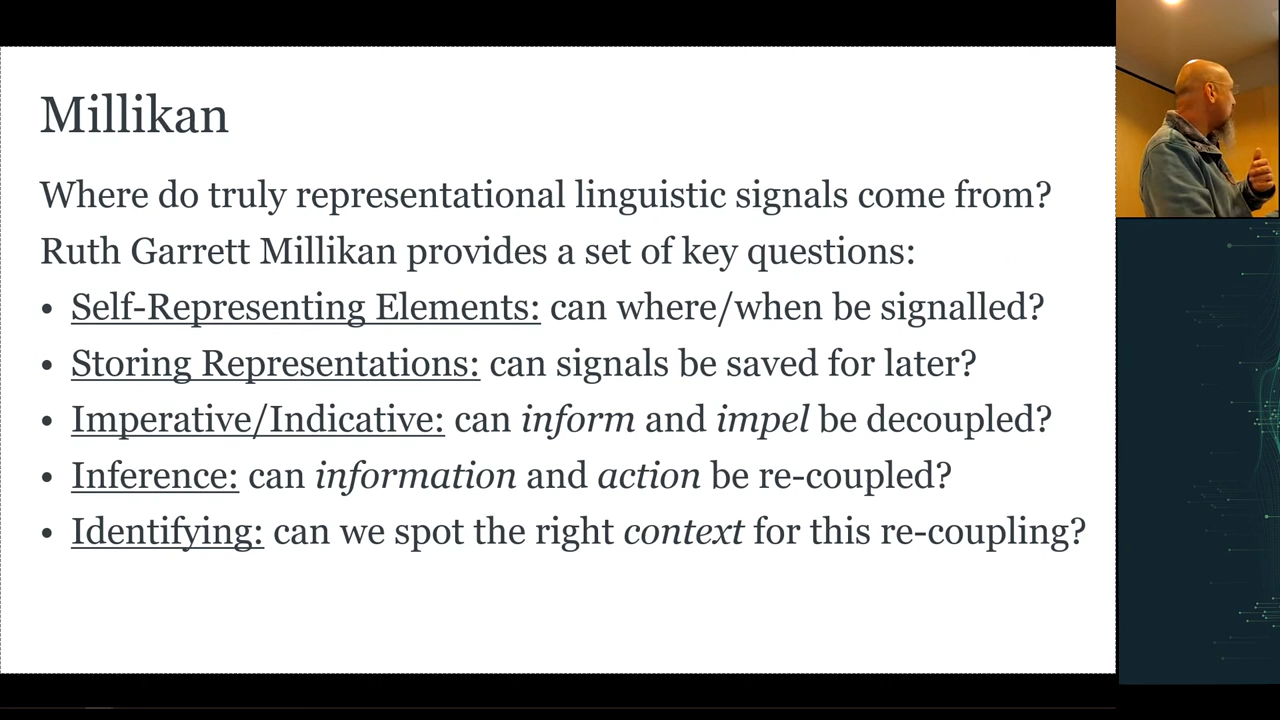 Millikan
Where do truly representational linguistic signals come from?
Ruth Garrett Millikan provides a set of key questions:
• Self-Representing Elements: can where/when be signalled?
• Storing Representations: can signals be saved for later?
• Imperative/Indicative: can inform and impel be decoupled?
• Inference: can information and action be re-coupled?
• Identifying: can we spot the right context for this re-coupling?